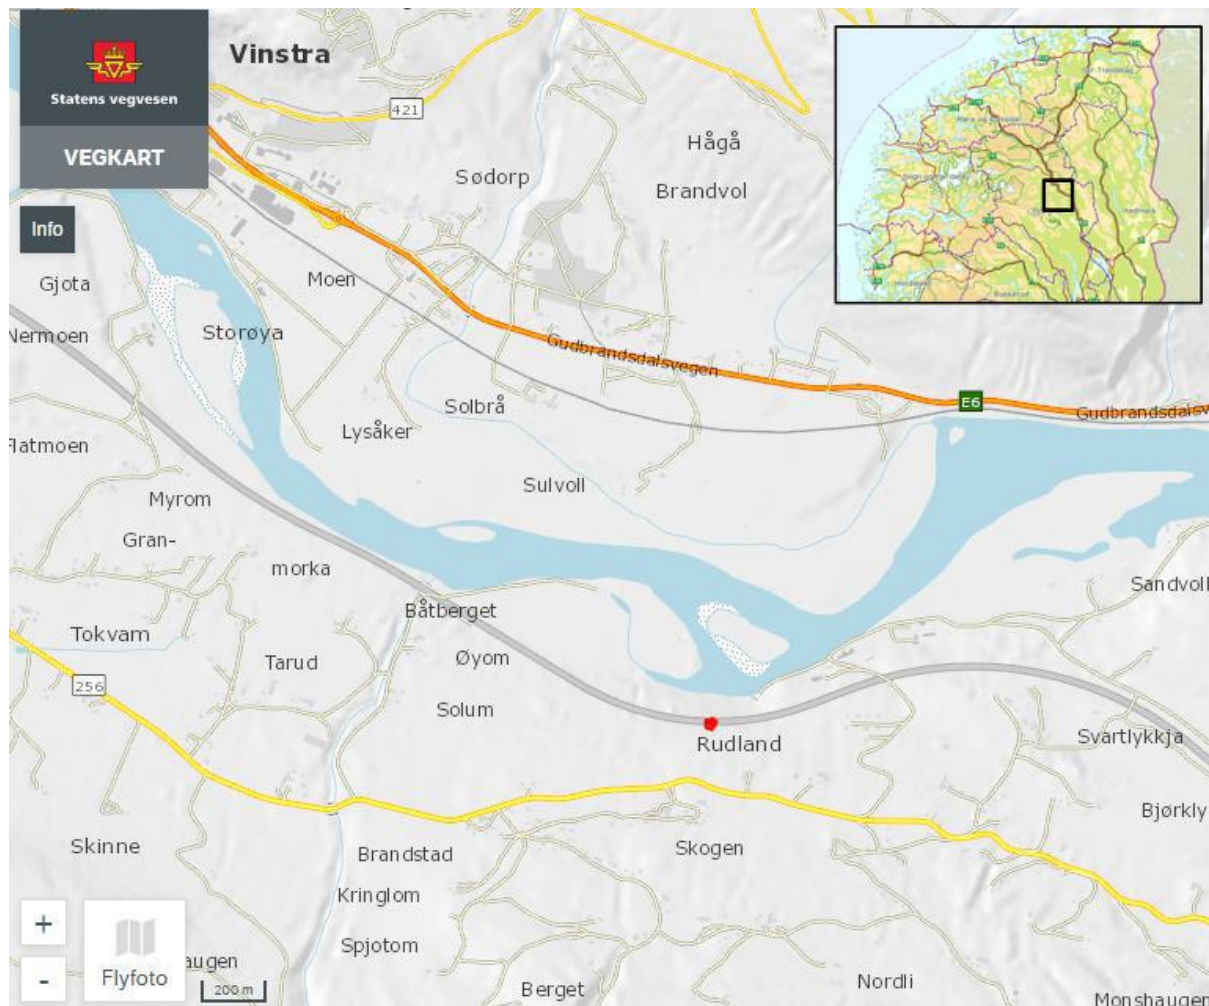 Vinstra
Statens vegvesen
VEGKART
421
Hågå
Sødorp
Brandvol
Info
Gjota
Moen
Nermoen
Storøya
Gudbrandsdalsvegen
E6
Gudbrandsdalsv
Solbrå
Lysåker
Flatmoen
Sulvoll
Myrom
Gran-
morka
Sandvoll
Båtberget
Tokvam
Øyom
Tarud
256
Solum
Rudland
Svartlykkja
Bjørkly
Skinne
Brandstad
Skogen
Kringlom
+
Spjotom
augen
-
Flyfoto
200 m
Berget
Nordli
Monshaugen